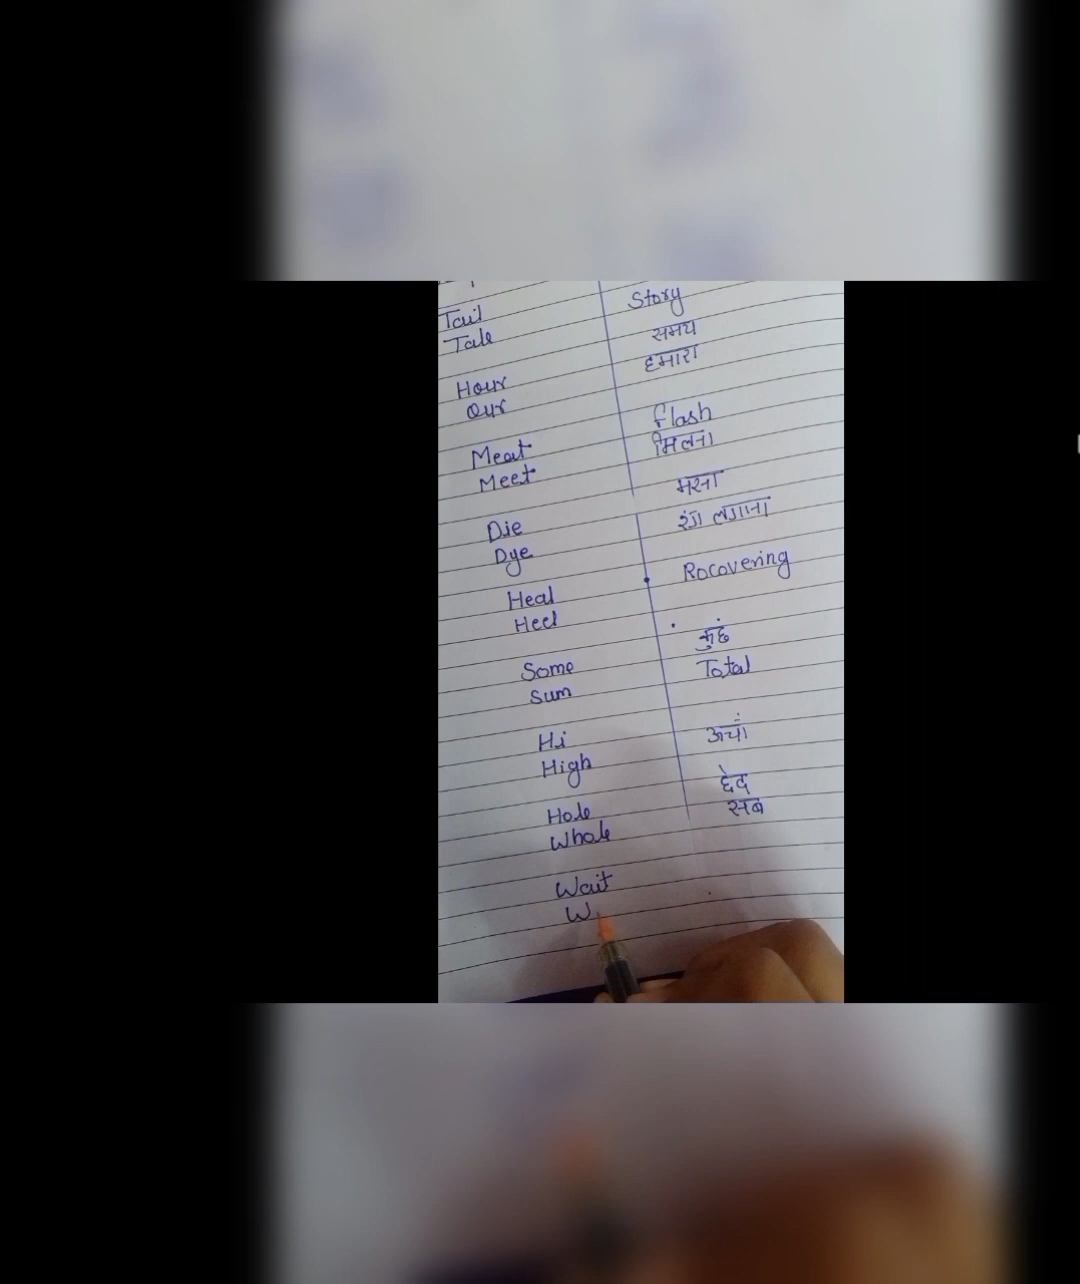 Tail
Tale Story
Hour समय
Our हमारा
Meat flash
Meet मिलना
Die मरना
Dye रंग लगाना
Heal Rocovering
Heel
Some कुछ
Sum Total
Hi
High ऊचाँ
Hole छेद
Whole सब
Wait
W